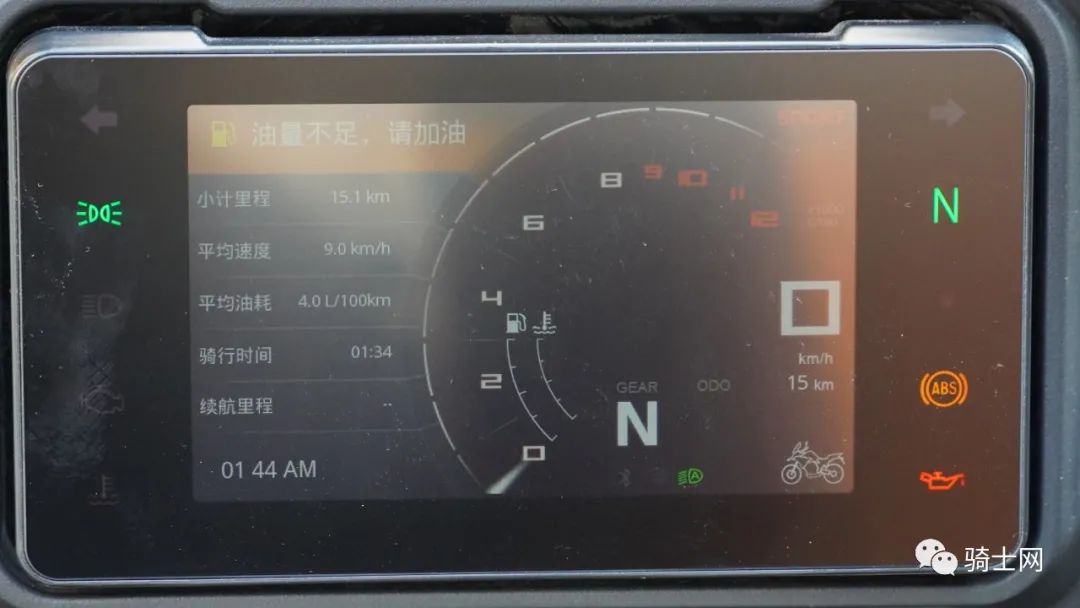 油量不足，请加油
小计里程 15.1 km
平均速度 9.0 km/h
平均油耗 4.0 L/100km
骑行时间 01:34
续航里程 --
01 44 AM
0
2
4
6
8
9
10
11
12
SPORT
N
0
km/h
15 km
GEAR
ODO
N
A
ABS
骑士网